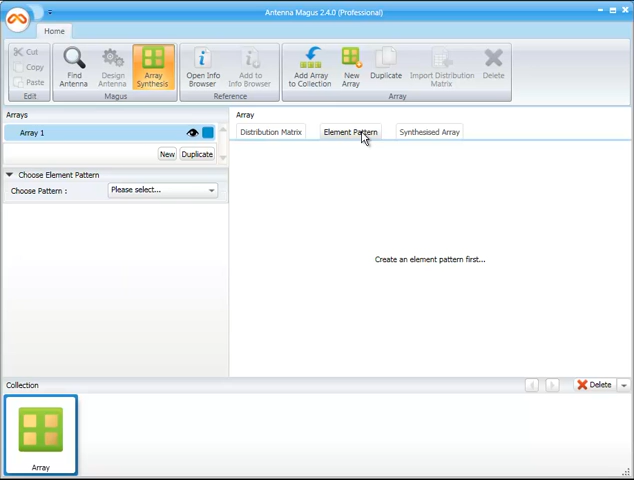 Antenna Magus 2.4.0 (Professional)
Home
Cut
Copy
Paste
Edit
Find Antenna
Design Antenna
Array Synthesis
Magus
Open Info Browser
Add to Info Browser
Reference
Add Array to Collection
New Array
Duplicate
Import Distribution Matrix
Delete
Array
Arrays
Array 1
New
Duplicate
Choose Element Pattern
Choose Pattern :
Please select...
Array
Distribution Matrix
Element Pattern
Synthesised Array
Create an element pattern first...
Collection
Delete
Array